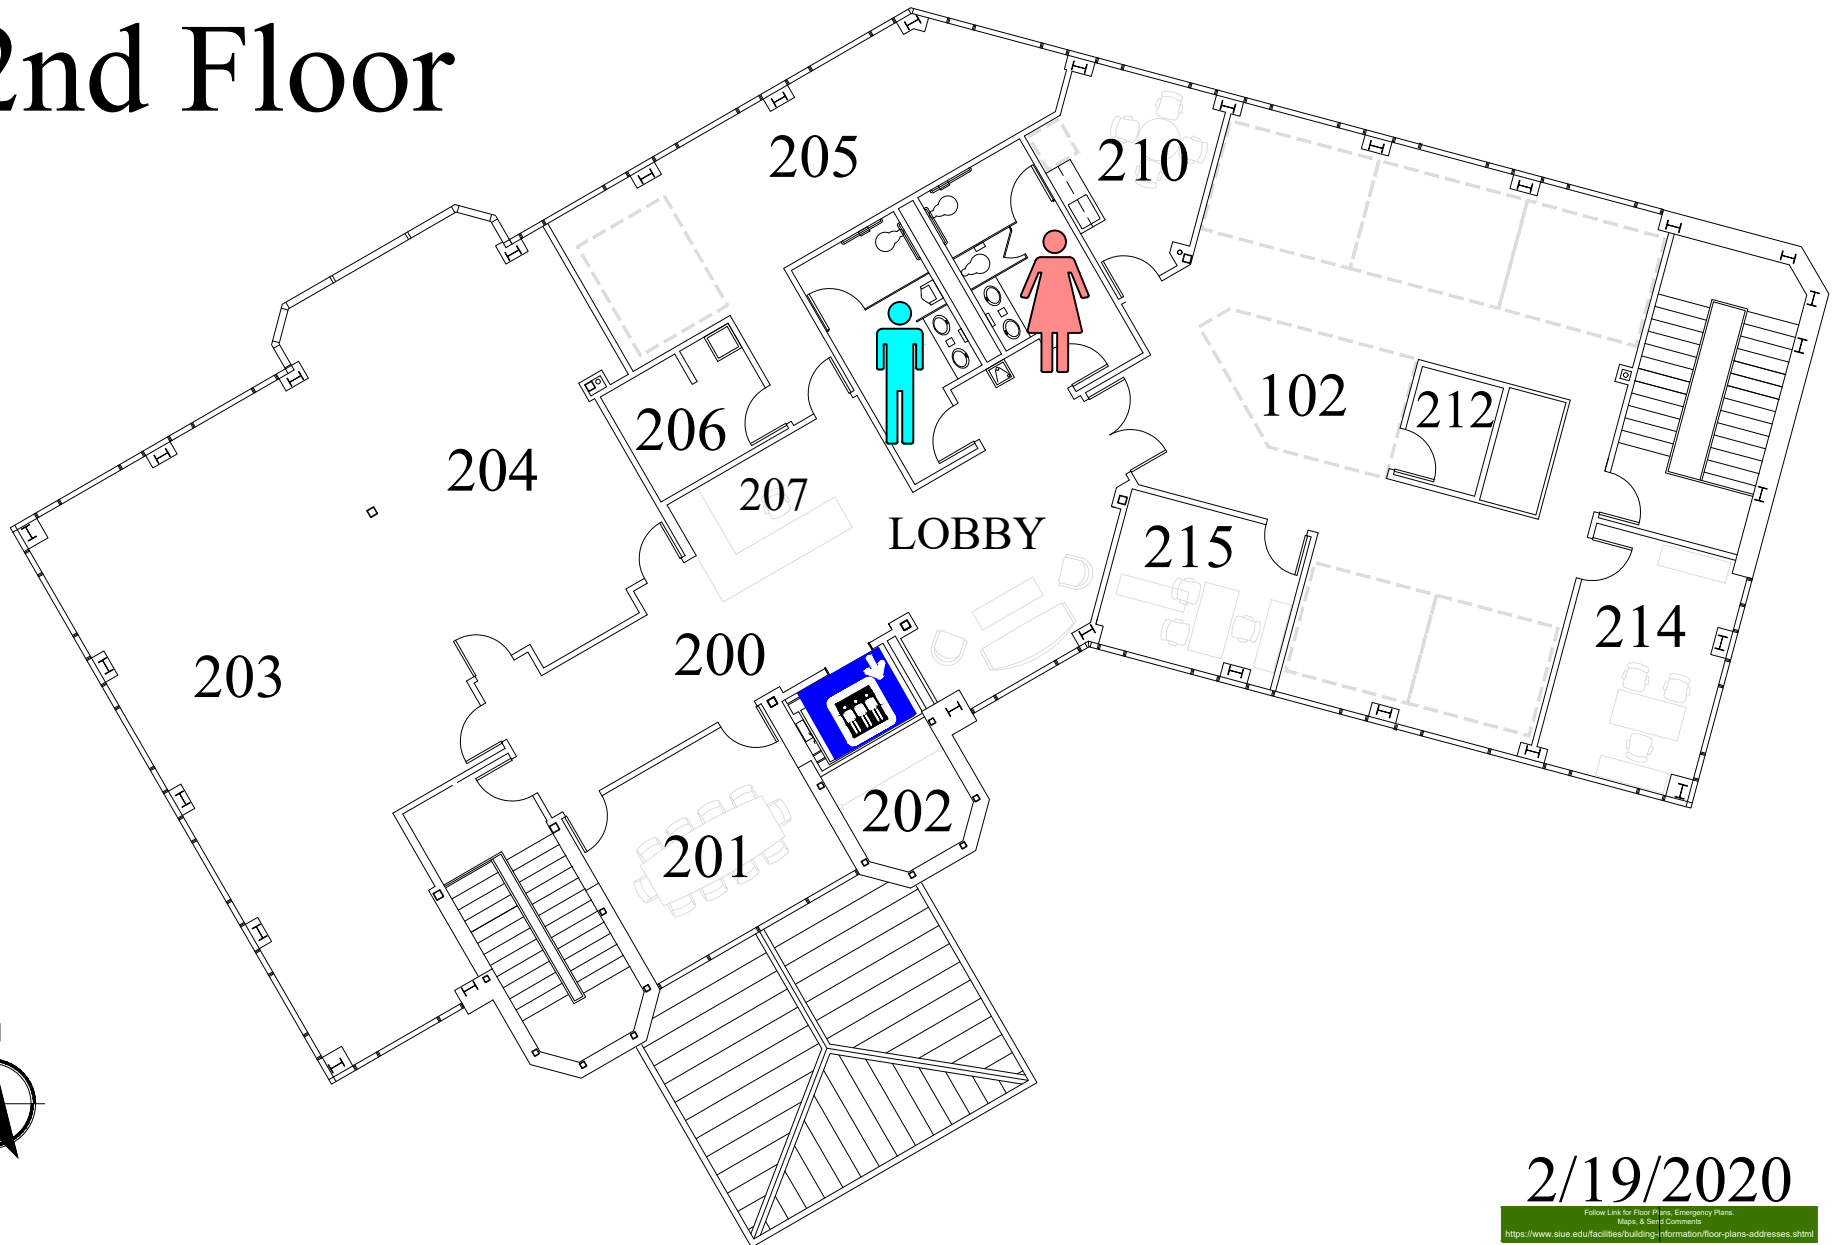 2nd Floor
205
210
102
212
206
204
207
LOBBY
215
214
200
203
202
201
2/19/2020
Follow Link for Floor Plans, Emergency Plans.
Maps, & Send Comments
https://www.siue.edu/facilities/building-information/floor-plans-addresses.shtml